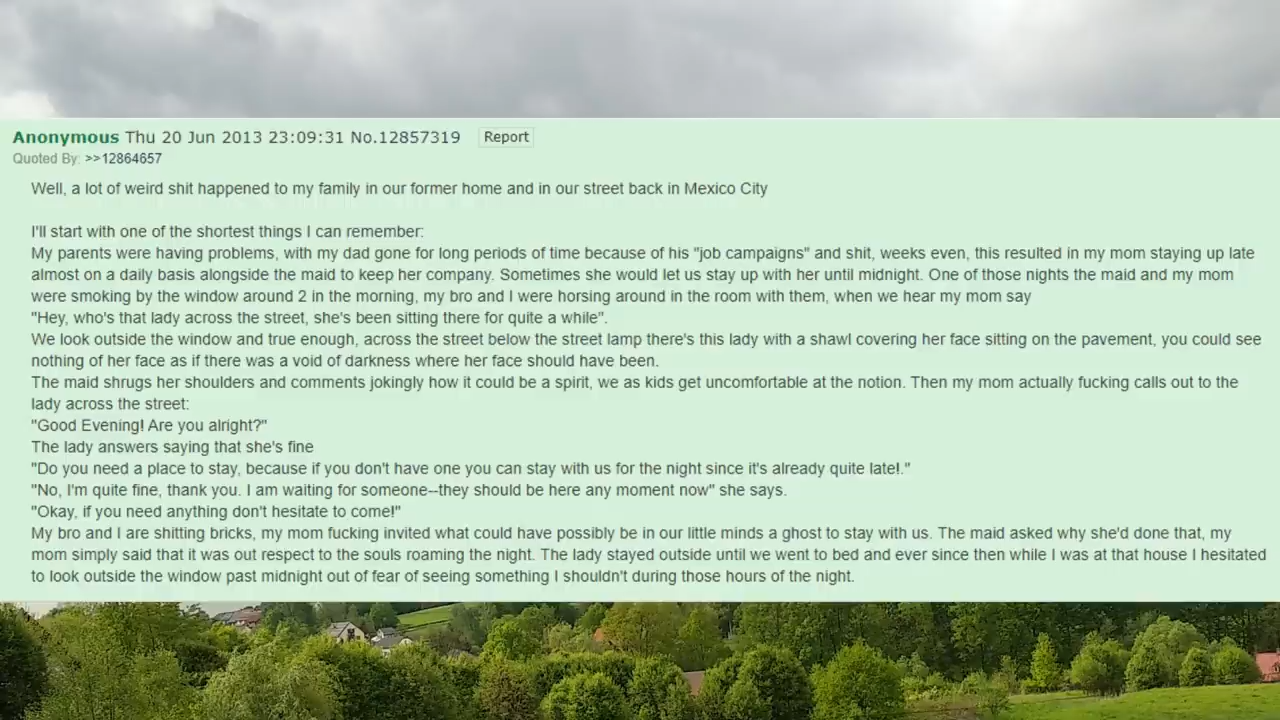 Anonymous Thu 20 Jun 2013 23:09:31 No.12857319 Report
Quoted By: >>12864657
Well, a lot of weird shit happened to my family in our former home and in our street back in Mexico City
I'll start with one of the shortest things I can remember:
My parents were having problems, with my dad gone for long periods of time because of his "job campaigns" and shit, weeks even, this resulted in my mom staying up late
almost on a daily basis alongside the maid to keep her company. Sometimes she would let us stay up with her until midnight. One of those nights the maid and my mom
were smoking by the window around 2 in the morning, my bro and I were horsing around in the room with them, when we hear my mom say
"Hey, who's that lady across the street, she's been sitting there for quite a while".
We look outside the window and true enough, across the street below the street lamp there's this lady with a shawl covering her face sitting on the pavement, you could see
nothing of her face as if there was a void of darkness where her face should have been.
The maid shrugs her shoulders and comments jokingly how it could be a spirit, we as kids get uncomfortable at the notion. Then my mom actually fucking calls out to the
lady across the street:
"Good Evening! Are you alright?"
The lady answers saying that she's fine
"Do you need a place to stay, because if you don't have one you can stay with us for the night since it's already quite late!."
"No, I'm quite fine, thank you. I am waiting for someone--they should be here any moment now" she says.
"Okay, if you need anything don't hesitate to come!"
My bro and I are shitting bricks, my mom fucking invited what could have possibly be in our little minds a ghost to stay with us. The maid asked why she'd done that, my
mom simply said that it was out respect to the souls roaming the night. The lady stayed outside until we went to bed and ever since then while I was at that house I hesitated
to look outside the window past midnight out of fear of seeing something I shouldn't during those hours of the night.